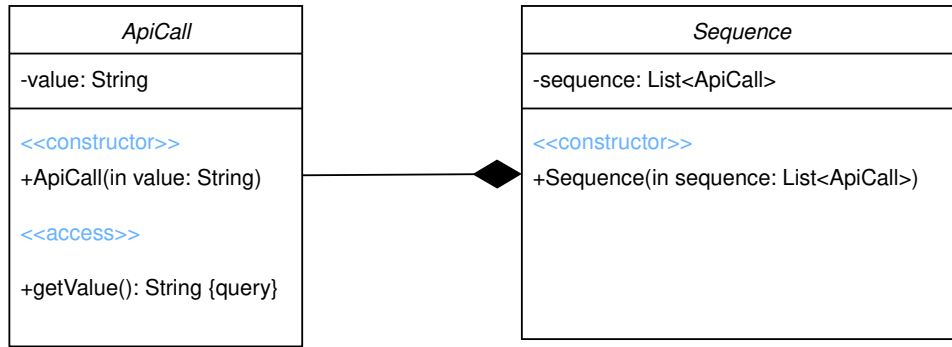 ApiCall
-value: String
<<constructor>>
+ApiCall(in value: String)
<<access>>
+getValue(): String {query}
Sequence
-sequence: List<ApiCall>
<<constructor>>
+Sequence(in sequence: List<ApiCall>)